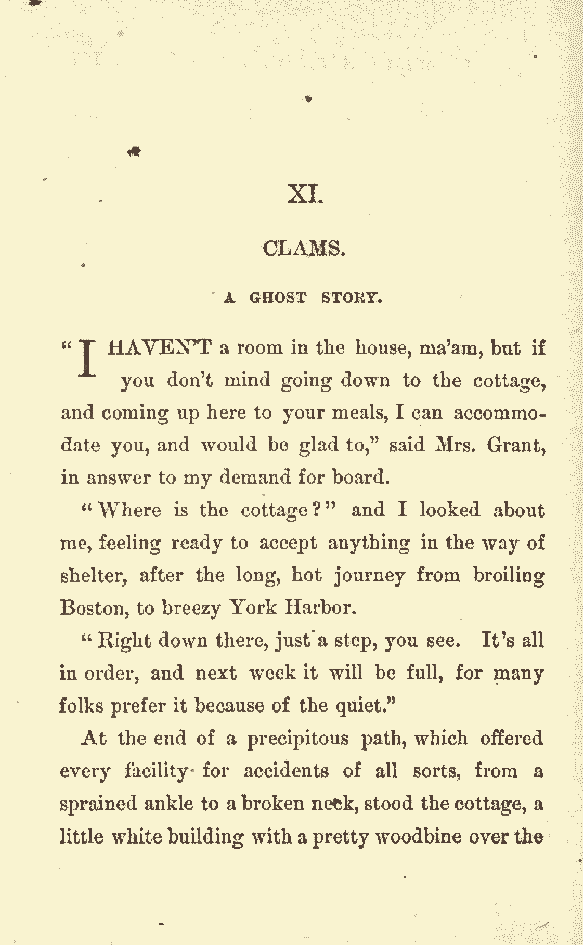 XI.
CLAMS.
A GHOST STORY.
"I HAVEN'T a room in the house, ma'am, but if
you don't mind going down to the cottage,
and coming up here to your meals, I can accommo-
date you, and would be glad to," said Mrs. Grant,
in answer to my demand for board.
"Where is the cottage?" and I looked about
me, feeling ready to accept anything in the way of
shelter, after the long, hot journey from broiling
Boston, to breezy York Harbor.
"Right down there, just a step, you see. It's all
in order, and next week it will be full, for many
folks prefer it because of the quiet."
At the end of a precipitous path, which offered
every facility for accidents of all sorts, from a
sprained ankle to a broken neck, stood the cottage, a
little white building with a pretty woodbine over the